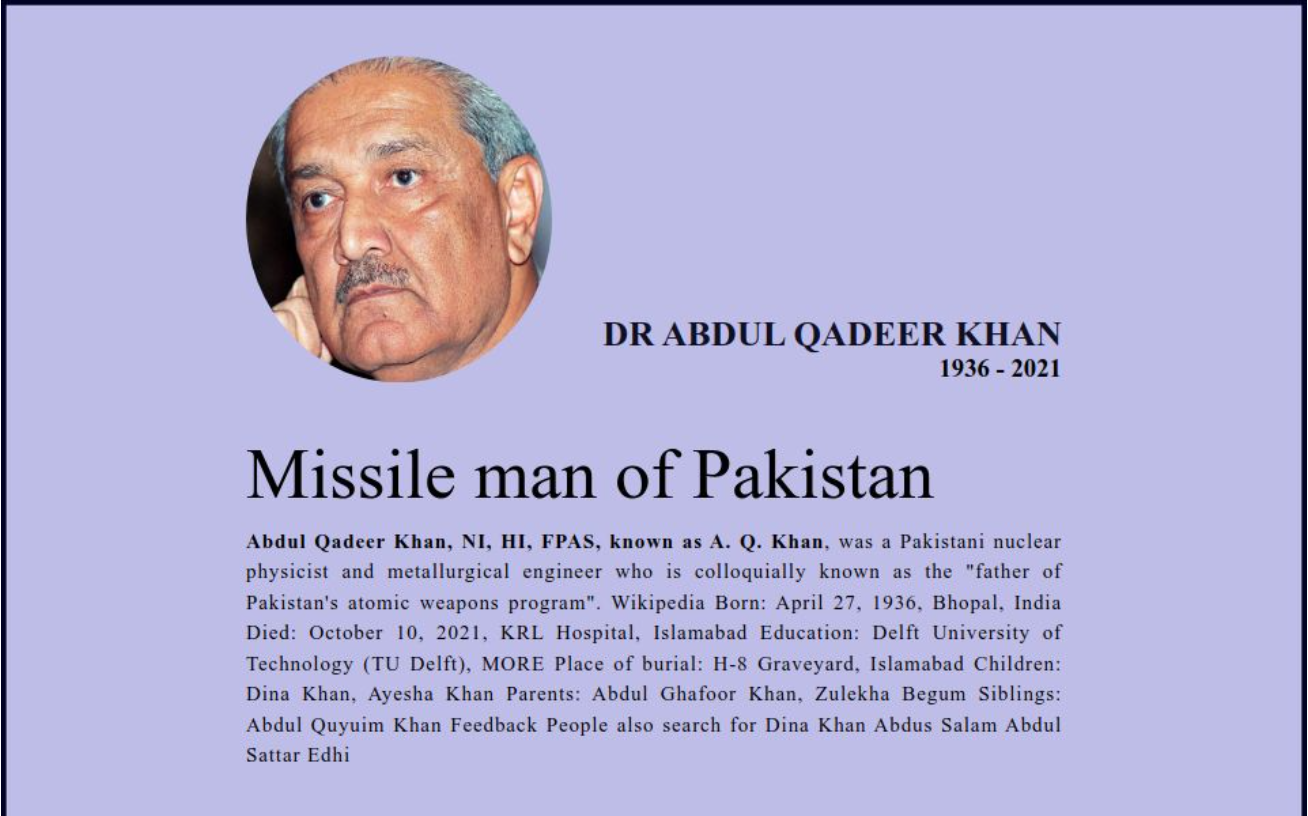 DR ABDUL QADEER KHAN
1936 - 2021
Missile man of Pakistan
Abdul Qadeer Khan, NI, HI, FPAS, known as A. Q. Khan, was a Pakistani nuclear
physicist and metallurgical engineer who is colloquially known as the "father of
Pakistan's atomic weapons program". Wikipedia Born: April 27, 1936, Bhopal, India
Died: October 10, 2021, KRL Hospital, Islamabad Education: Delft University of
Technology (TU Delft), MORE Place of burial: H-8 Graveyard, Islamabad Children:
Dina Khan, Ayesha Khan Parents: Abdul Ghafoor Khan, Zulekha Begum Siblings:
Abdul Quyuim Khan Feedback People also search for Dina Khan Abdus Salam Abdul
Sattar Edhi